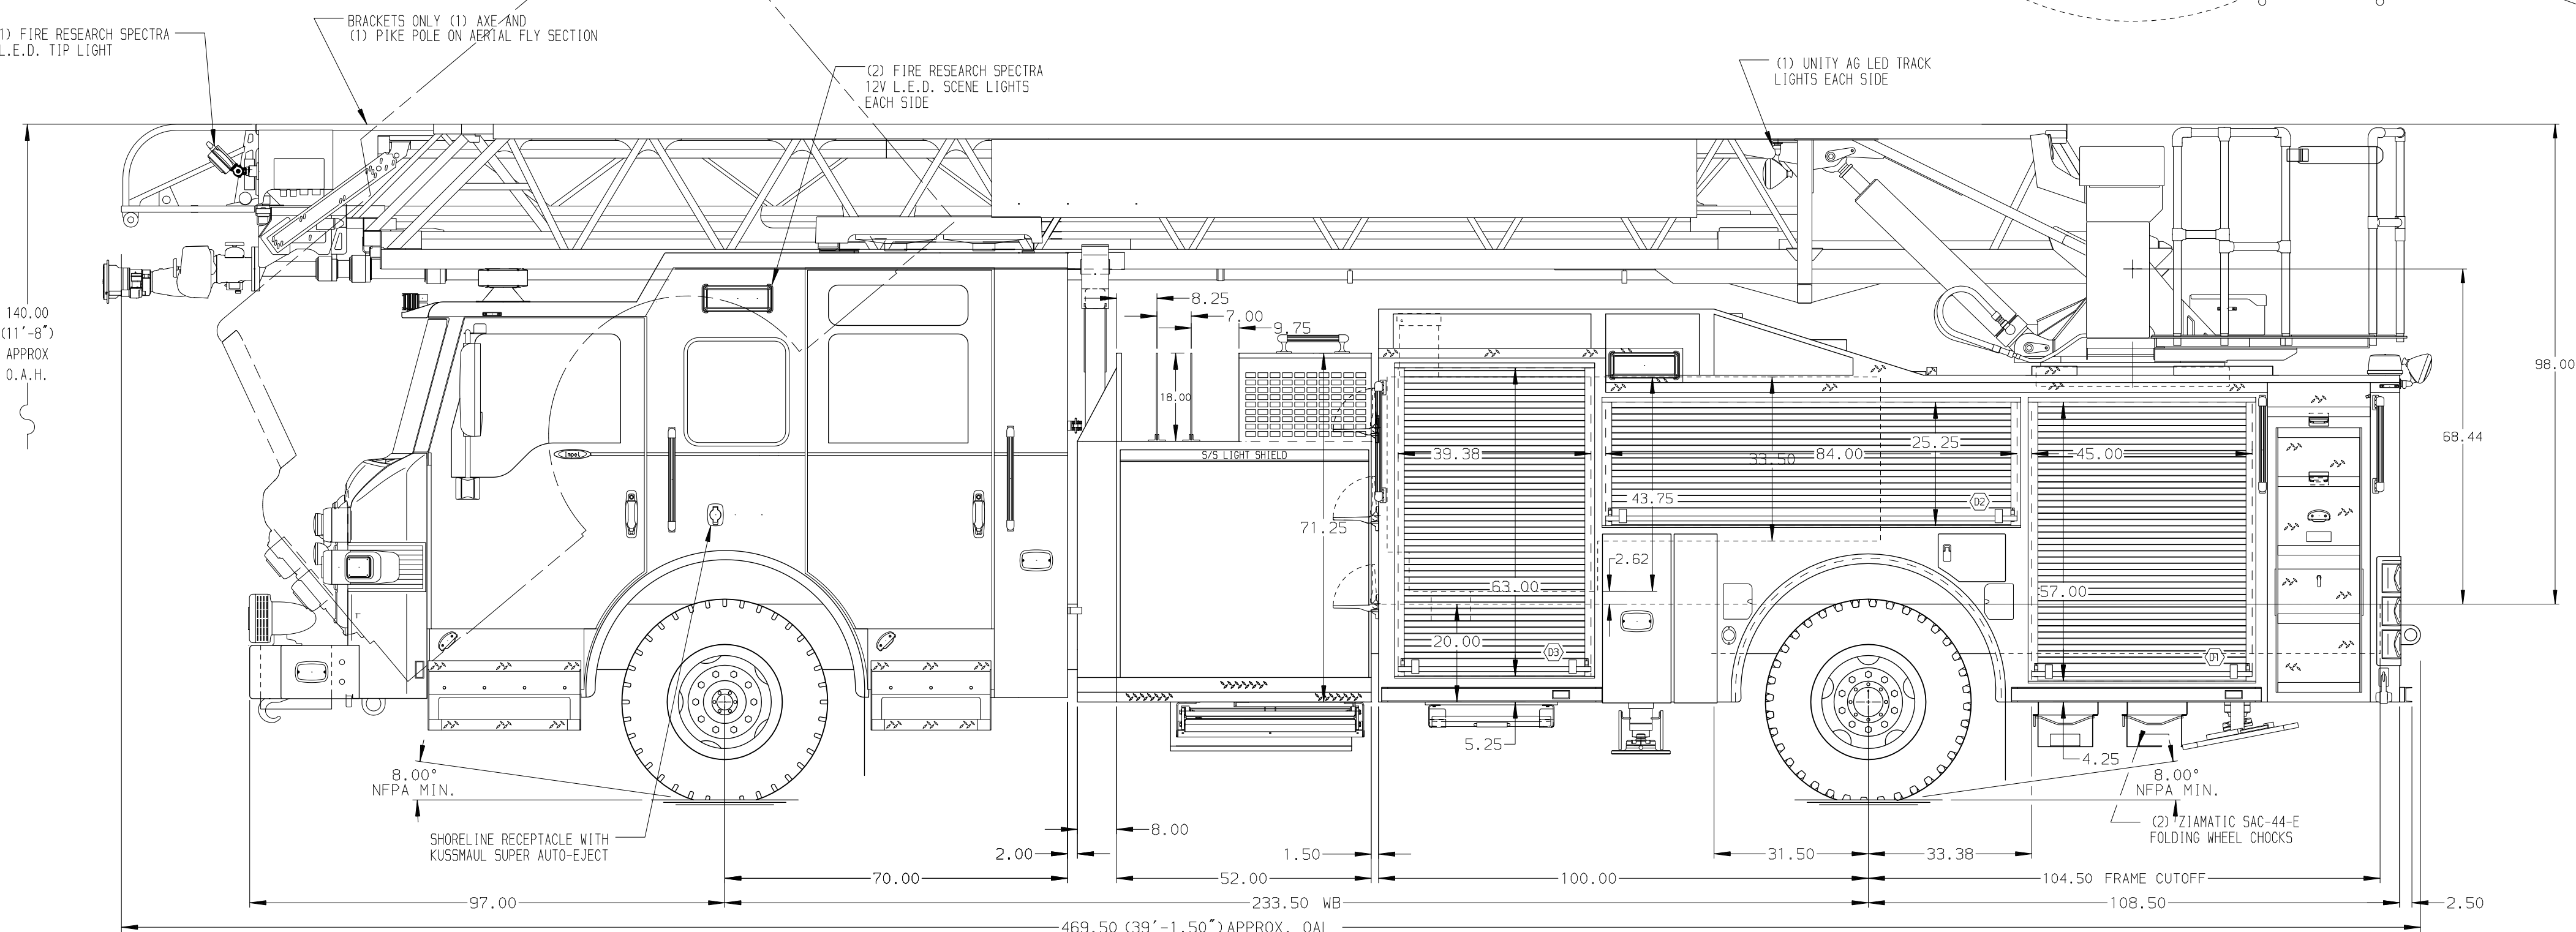 BRACKETS ONLY (1) AXE AND
(1) PIKE POLE ON AERIAL FLY SECTION
1) FIRE RESEARCH SPECTRA
L.E.D. TIP LIGHT
(2) FIRE RESEARCH SPECTRA
12V L.E.D. SCENE LIGHTS
EACH SIDE
(1) UNITY AG LED TRACK
LIGHTS EACH SIDE
140.00
(11'-8")
APPROX
O.A.H.
98.00
68.44
8.25
7.00
9.75
18.00
S/S LIGHT SHIELD
Impel
71.25
39.38
63.00
20.00
D3
5.25
33.50
84.00
25.25
43.75
D2
2.62
45.00
57.00
D1
4.25
8.00°
NFPA MIN.
8.00°
NFPA MIN.
SHORELINE RECEPTACLE WITH
KUSSMAUL SUPER AUTO-EJECT
(2) ZIAMATIC SAC-44-E
FOLDING WHEEL CHOCKS
8.00
2.00
1.50
31.50
33.38
70.00
52.00
100.00
104.50 FRAME CUTOFF
97.00
233.50 WB
108.50
2.50
469.50 (39'-1.50") APPROX. OAL